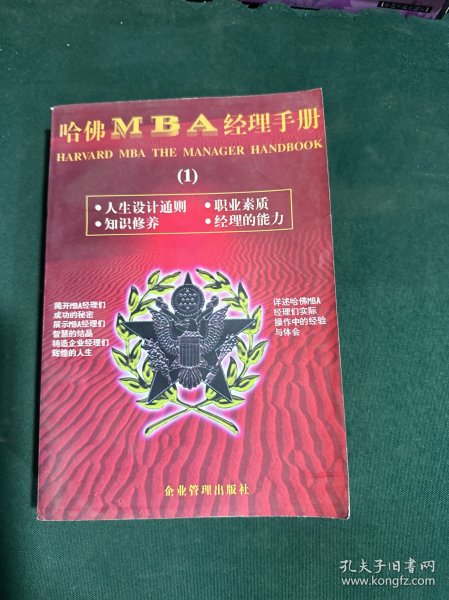 哈佛MBA经理手册
HARVARD MBA THE MANAGER HANDBOOK
(1)
•人生设计通则 •职业素质
•知识修养 •经理的能力
揭开MBA经理们
成功的秘密
展示MBA经理们
智慧的结晶
铸造企业经理们
辉煌的人生
详述哈佛MBA
经理们实际
操作中的经验
与体会
企业管理出版社
孔夫子旧书网
www.kongfz.com